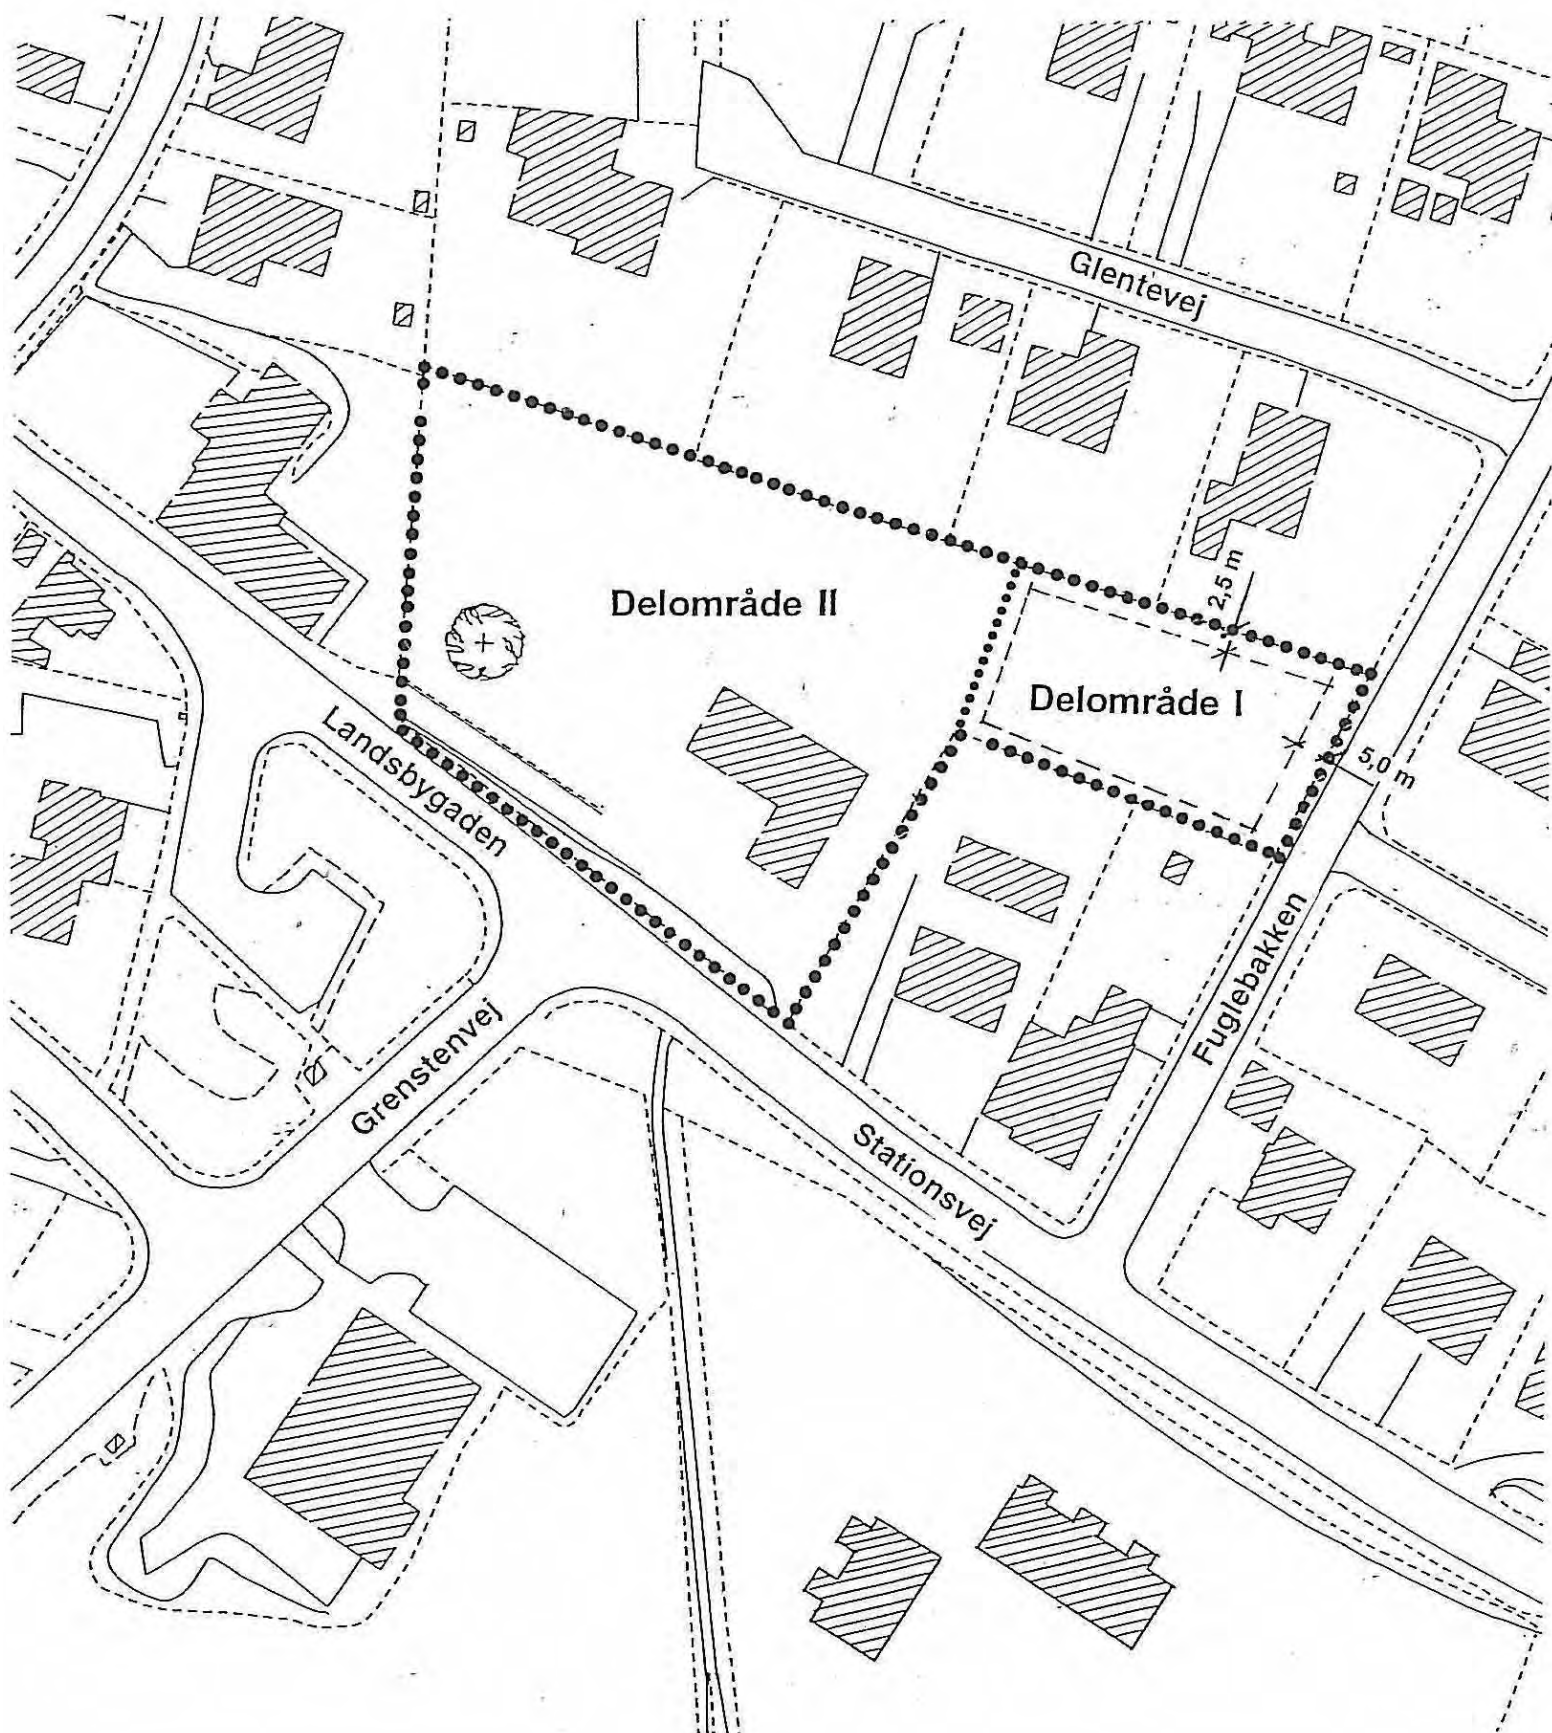 Glentevej
2,5 m
Delområde II
Delområde I
Landsbygaden
5,0 m
Fuglebakken
Grenstenvej
Stationsvej